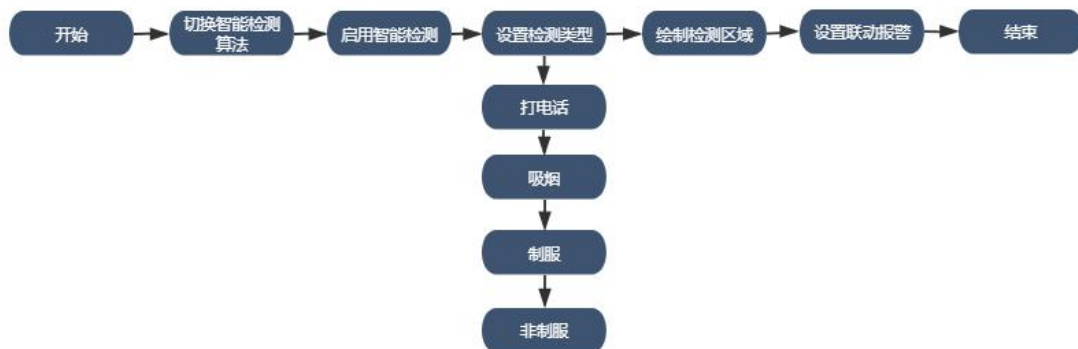 开始
切换智能检测
算法
启用智能检测
设置检测类型
绘制检测区域
设置联动报警
结束
打电话
吸烟
制服
非制服